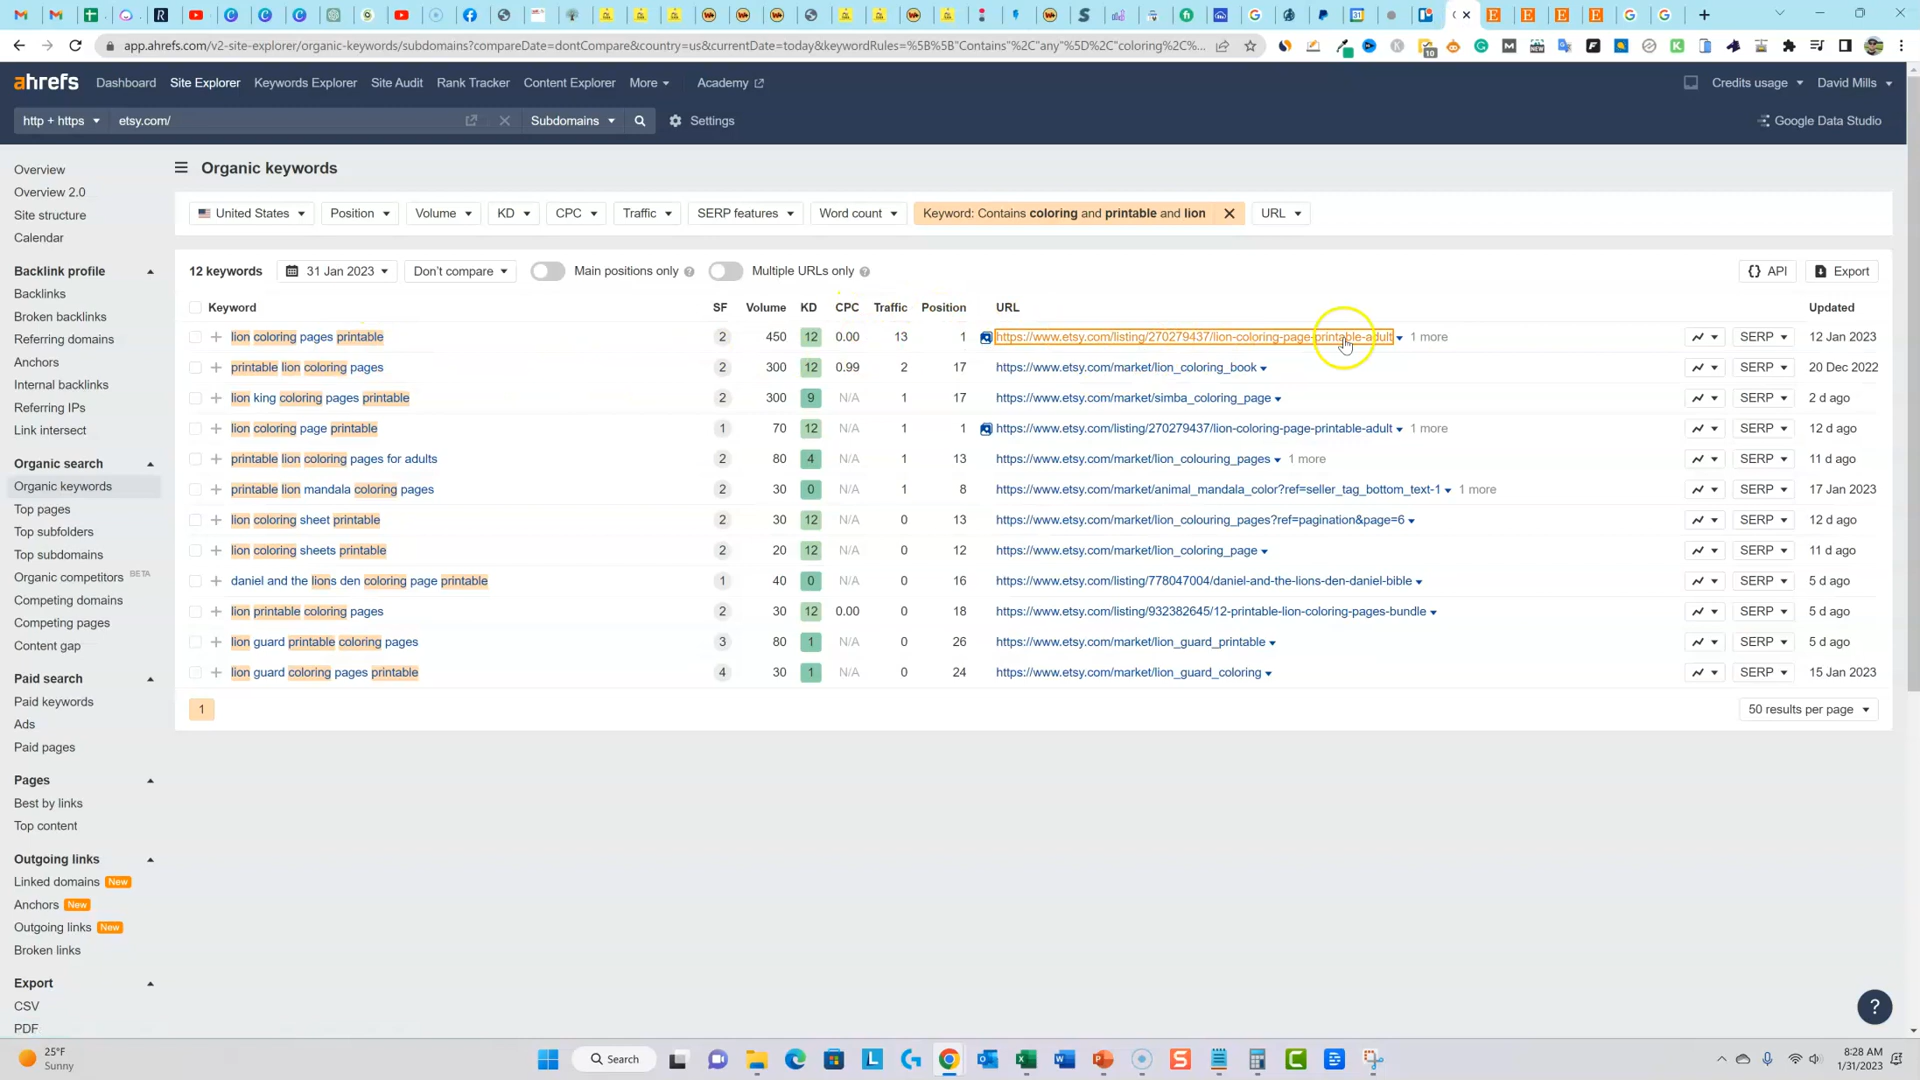 app.ahrefs.com/v2-site-explorer/organic-keywords/subdomains?compareDate=dontCompare&country=us&currentDate=today&keywordRules=%5B%5B"Contains"%2C"any"%5D%2C"coloring%2C%...
ahrefs Dashboard Site Explorer Keywords Explorer Site Audit Rank Tracker Content Explorer More Academy Credits usage David Mills
http + https etsy.com/ Subdomains Settings Google Data Studio
Organic keywords
United States Position Volume KD CPC Traffic SERP features Word count Keyword: Contains coloring and printable and lion URL
12 keywords 31 Jan 2023 Don't compare Main positions only Multiple URLs only API Export
Keyword SF Volume KD CPC Traffic Position URL Updated
lion coloring pages printable 2 450 12 0.00 13 1 https://www.etsy.com/listing/270279437/lion-coloring-page-printable-adult 1 more SERP 12 Jan 2023
printable lion coloring pages 2 300 12 0.99 2 17 https://www.etsy.com/market/lion_coloring_book SERP 20 Dec 2022
lion king coloring pages printable 2 300 9 N/A 1 17 https://www.etsy.com/market/simba_coloring_page SERP 2 d ago
lion coloring page printable 1 70 12 N/A 1 1 https://www.etsy.com/listing/270279437/lion-coloring-page-printable-adult 1 more SERP 12 d ago
printable lion coloring pages for adults 2 80 4 N/A 1 13 https://www.etsy.com/market/lion_colouring_pages 1 more SERP 11 d ago
printable lion mandala coloring pages 2 30 0 N/A 1 8 https://www.etsy.com/market/animal_mandala_color?ref=seller_tag_bottom_text-1 1 more SERP 17 Jan 2023
lion coloring sheet printable 2 30 12 N/A 0 13 https://www.etsy.com/market/lion_colouring_pages?ref=pagination&page=6 SERP 12 d ago
lion coloring sheets printable 2 20 12 N/A 0 12 https://www.etsy.com/market/lion_coloring_page SERP 11 d ago
daniel and the lions den coloring page printable 1 40 0 N/A 0 16 https://www.etsy.com/listing/778047004/daniel-and-the-lions-den-daniel-bible SERP 5 d ago
lion printable coloring pages 2 30 12 0.00 0 18 https://www.etsy.com/listing/932382645/12-printable-lion-coloring-pages-bundle SERP 5 d ago
lion guard printable coloring pages 3 80 1 N/A 0 26 https://www.etsy.com/market/lion_guard_printable SERP 5 d ago
lion guard coloring pages printable 4 30 1 N/A 0 24 https://www.etsy.com/market/lion_guard_coloring SERP 15 Jan 2023
1 50 results per page
Overview
Overview 2.0
Site structure
Calendar
Backlink profile
Backlinks
Broken backlinks
Referring domains
Anchors
Internal backlinks
Referring IPs
Link intersect
Organic search
Organic keywords
Top pages
Top subfolders
Top subdomains
Organic competitors BETA
Competing domains
Competing pages
Content gap
Paid search
Paid keywords
Ads
Paid pages
Pages
Best by links
Top content
Outgoing links
Linked domains New
Anchors New
Outgoing links New
Broken links
Export
CSV
PDF
?
25°F
Sunny
Search
8:28 AM
1/31/2023